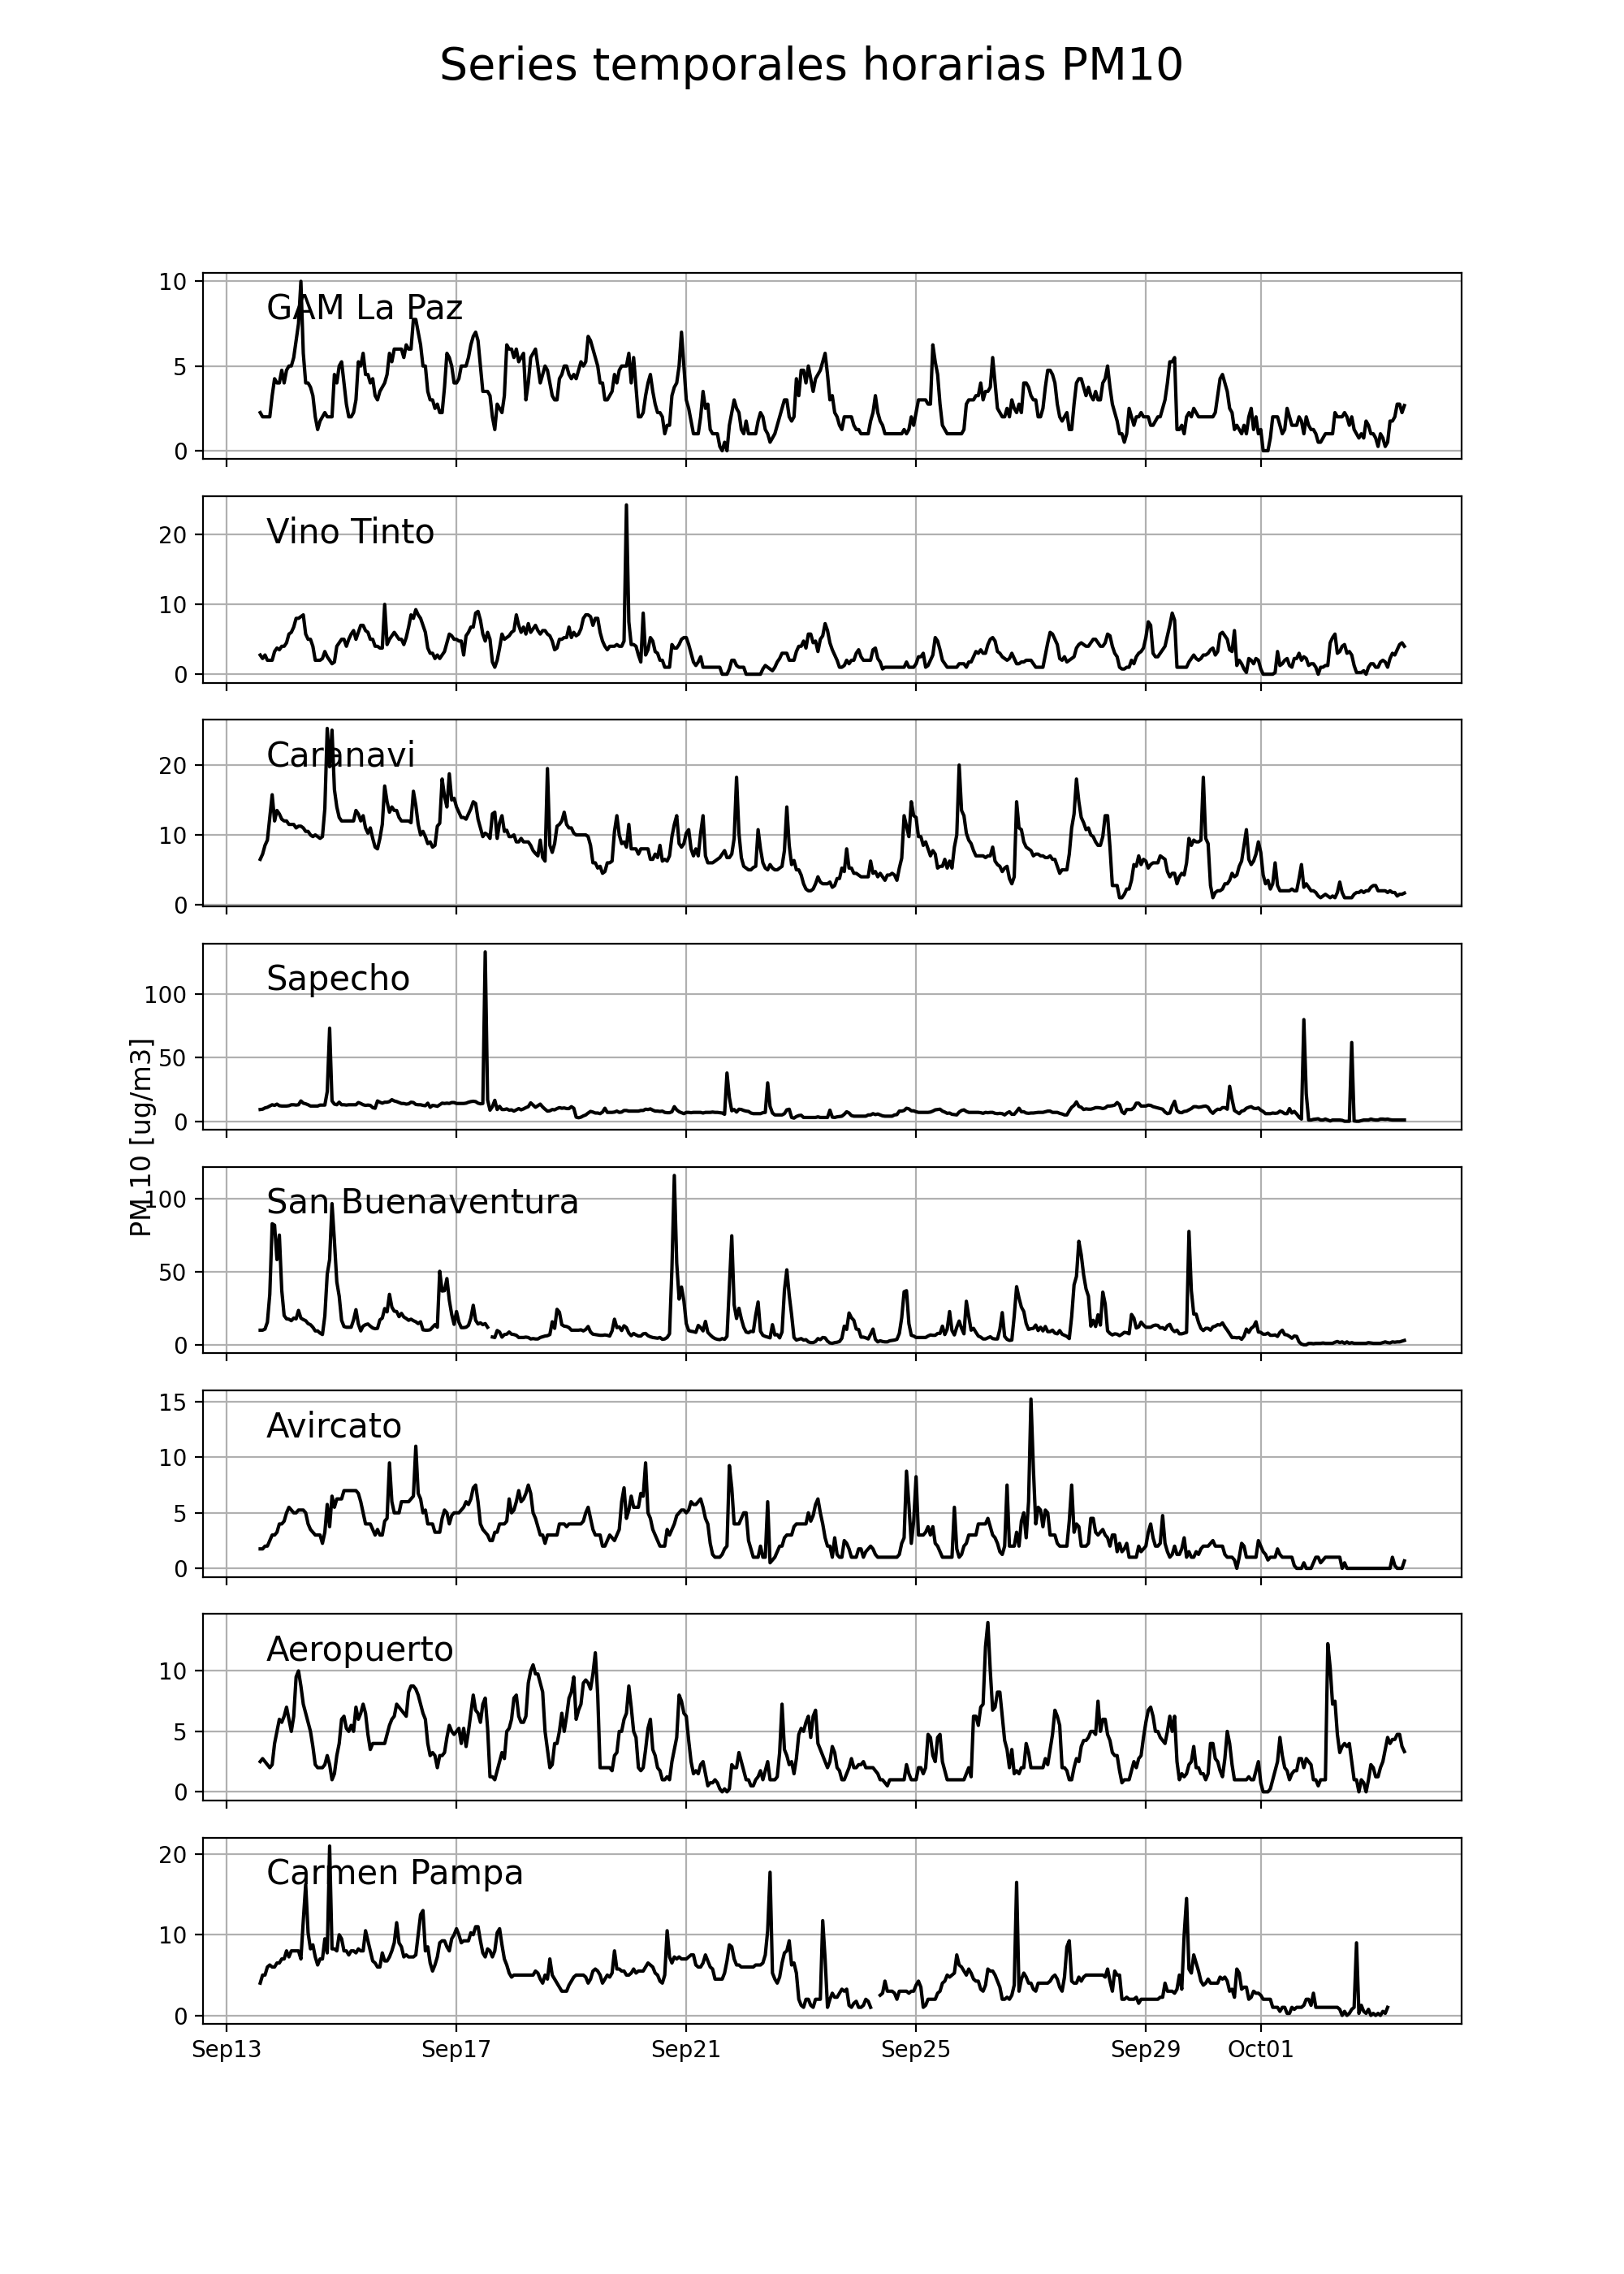 Series temporales horarias PM10
10
GAM La Paz
5
0
20
Vino Tinto
10
0
20
Caranavi
10
0
Sapecho
100
50
0
PM 10 [ug/m3]
100
San Buenaventura
50
0
15
Avircato
10
5
0
Aeropuerto
10
5
0
20
Carmen Pampa
10
0
Sep13 Sep17 Sep21 Sep25 Sep29 Oct01